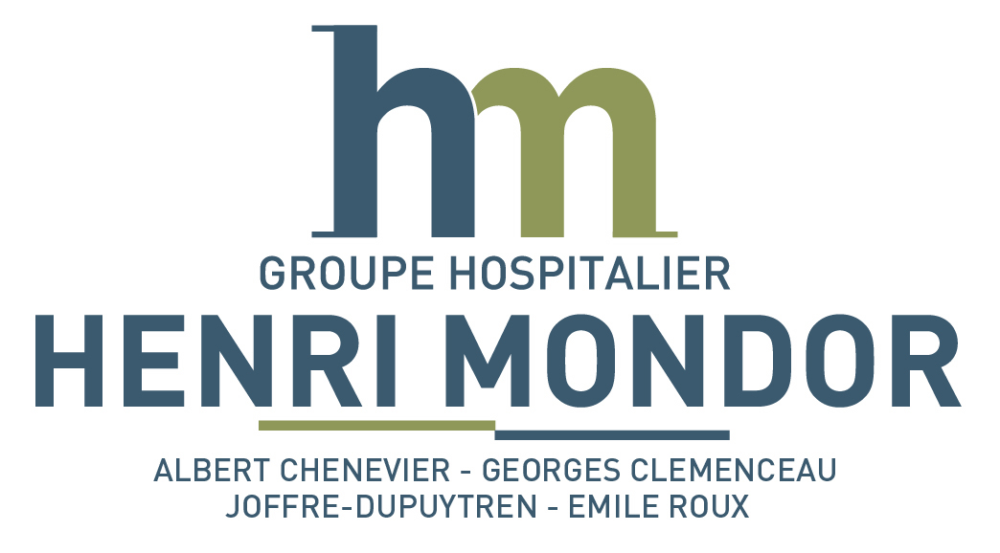 hm
GROUPE HOSPITALIER
HENRI MONDOR
ALBERT CHENEVIER - GEORGES CLEMENCEAU
JOFFRE-DUPUYTREN - EMILE ROUX